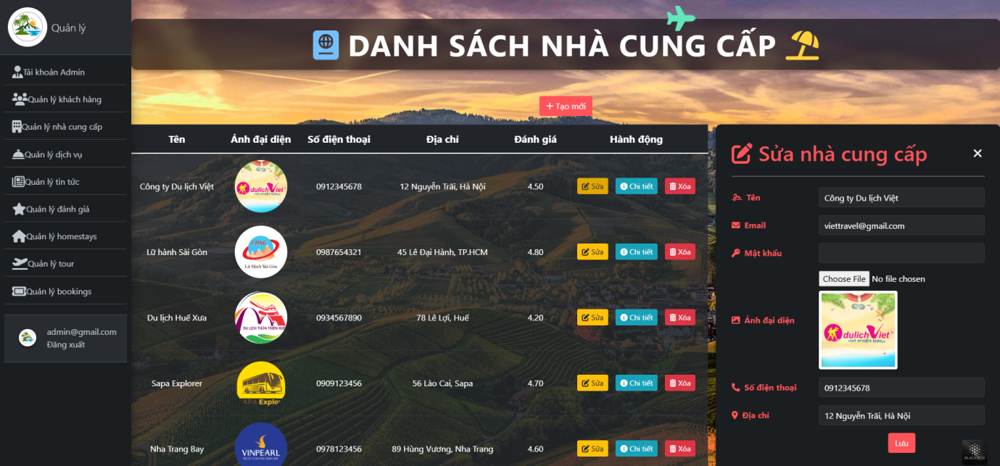 Quản lý
Tài khoản Admin
Quản lý khách hàng
Quản lý nhà cung cấp
Quản lý dịch vụ
Quản lý tin tức
Quản lý đánh giá
Quản lý homestays
Quản lý tour
Quản lý bookings
admin@gmail.com
Đăng xuất
DANH SÁCH NHÀ CUNG CẤP
Tạo mới
Tên Ảnh đại diện Số điện thoại Địa chỉ Đánh giá Hành động
Công ty Du lịch Việt dulichViet 0912345678 12 Nguyễn Trãi, Hà Nội 4.50 Sửa Chi tiết Xóa
Lữ hành Sài Gòn Lữ Hành Sài Gòn 0987654321 45 Lê Đại Hành, TP.HCM 4.80 Sửa Chi tiết Xóa
Du lịch Huế Xưa DU LỊCH THỪA THIÊN HUẾ 0934567890 78 Lê Lợi, Huế 4.20 Sửa Chi tiết Xóa
Sapa Explorer 0909123456 56 Lào Cai, Sapa 4.70 Sửa Chi tiết Xóa
Nha Trang Bay VINPEARL 0978123456 89 Hùng Vương, Nha Trang 4.60 Sửa Chi tiết Xóa
Sửa nhà cung cấp
Tên Công ty Du lịch Việt
Email viettravel@gmail.com
Mật khẩu
Choose File No file chosen
Ảnh đại diện
dulichViet
viet media travel
Số điện thoại 0912345678
Địa chỉ 12 Nguyễn Trãi, Hà Nội
Lưu
BLACKBOX